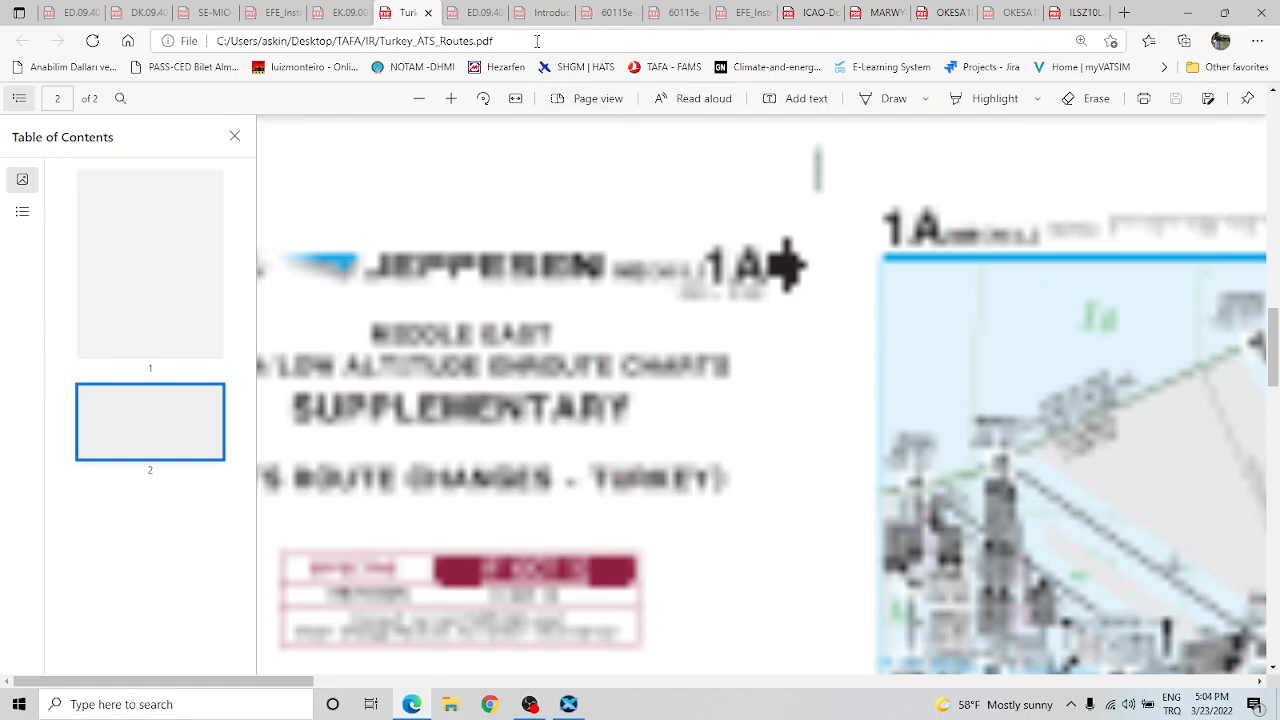 ED.09.40
DK.09.40
SE-MIO-
EFE_Inst
EK.09.00
Turk
ED.09.40
Introduc
60115e-
60115e-
EFE_Inst
ICAO-Do
MARWY
OKESA1
OKESA1
ILSZ10L
File
C:/Users/askin/Desktop/TAFA/IR/Turkey_ATS_Routes.pdf
Anabilim Dallari ve...
PASS-CED Bilet Alm...
luizmonteiro - Onli...
NOTAM -DHMI
Hezarfen
SHGM | HATS
TAFA - FAMS
Climate-and-energ...
E-Learning System
Projects - Jira
Home | myVATSIM
Other favorites
2 of 2
Page view
Read aloud
Add text
Draw
Highlight
Erase
Table of Contents
1
2
JEPPESEN 1A
1A
MIDDLE EAST
LOW ALTITUDE ENROUTE CHARTS
SUPPLEMENTARY
S ROUTE CHANGES - TURKEY)
Type here to search
58°F Mostly sunny
ENG
TRQ
5:04 PM
3/23/2022
1